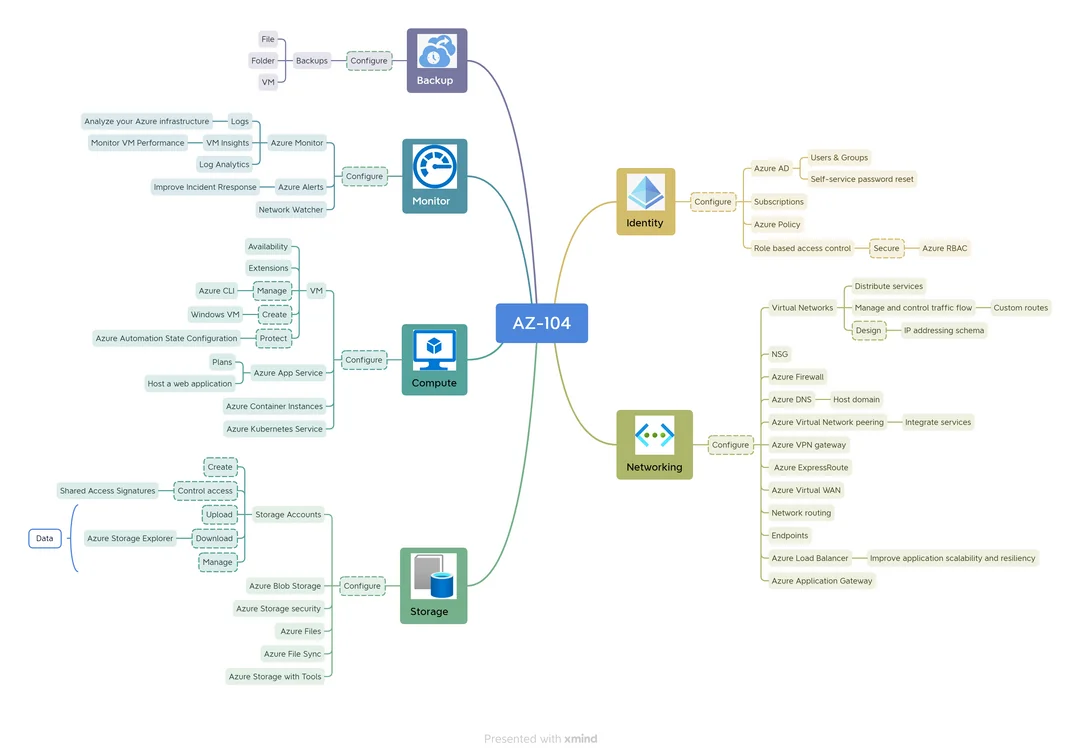 File
Folder
Backups
Configure
VM
Backup
Analyze your Azure infrastructure
Logs
Monitor VM Performance
VM Insights
Azure Monitor
Log Analytics
Improve Incident Rresponse
Azure Alerts
Network Watcher
Configure
Monitor
Availability
Extensions
Azure CLI
Manage
VM
Windows VM
Create
Azure Automation State Configuration
Protect
Plans
Host a web application
Azure App Service
Azure Container Instances
Azure Kubernetes Service
Configure
Compute
Create
Shared Access Signatures
Control access
Upload
Storage Accounts
Data
Azure Storage Explorer
Download
Manage
Azure Blob Storage
Azure Storage security
Azure Files
Azure File Sync
Azure Storage with Tools
Configure
Storage
AZ-104
Identity
Configure
Azure AD
Users & Groups
Self-service password reset
Subscriptions
Azure Policy
Role based access control
Secure
Azure RBAC
Networking
Configure
Virtual Networks
Distribute services
Manage and control traffic flow
Custom routes
Design
IP addressing schema
NSG
Azure Firewall
Azure DNS
Host domain
Azure Virtual Network peering
Integrate services
Azure VPN gateway
Azure ExpressRoute
Azure Virtual WAN
Network routing
Endpoints
Azure Load Balancer
Improve application scalability and resiliency
Azure Application Gateway
Presented with xmind